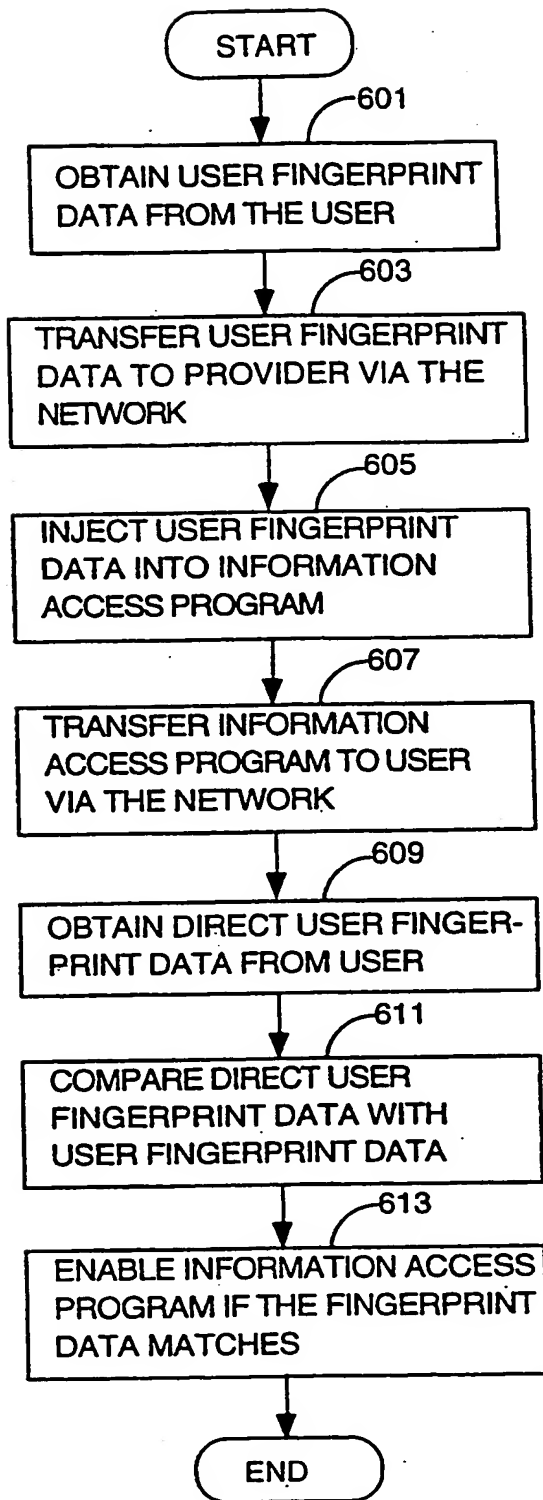 START
601
OBTAIN USER FINGERPRINT
DATA FROM THE USER
603
TRANSFER USER FINGERPRINT
DATA TO PROVIDER VIA THE
NETWORK
605
INJECT USER FINGERPRINT
DATA INTO INFORMATION
ACCESS PROGRAM
607
TRANSFER INFORMATION
ACCESS PROGRAM TO USER
VIA THE NETWORK
609
OBTAIN DIRECT USER FINGER-
PRINT DATA FROM USER
611
COMPARE DIRECT USER
FINGERPRINT DATA WITH
USER FINGERPRINT DATA
613
ENABLE INFORMATION ACCESS
PROGRAM IF THE FINGERPRINT
DATA MATCHES
END